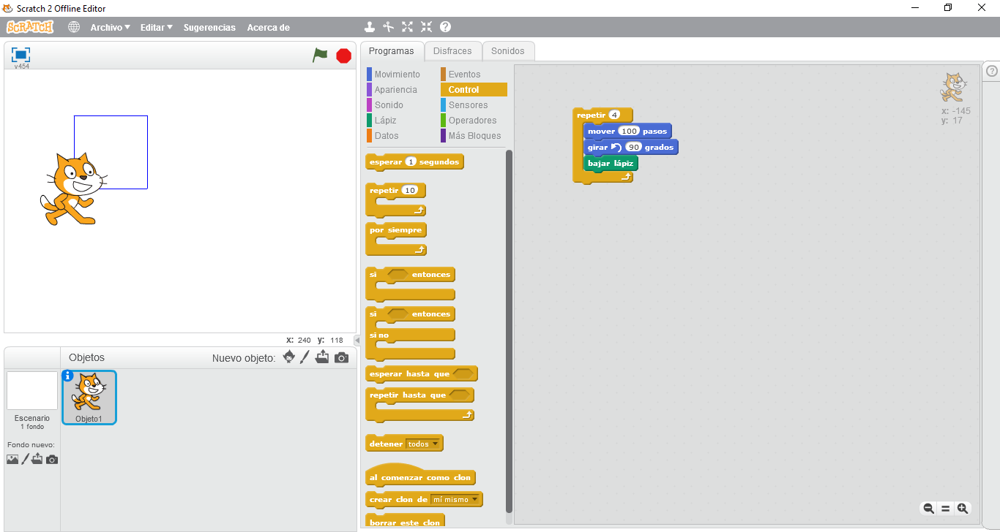 Scratch 2 Offline Editor
SCRATCH Archivo Editar Sugerencias Acerca de
v454
Programas Disfraces Sonidos
Movimiento Eventos
Apariencia Control
Sonido Sensores
Lápiz Operadores
Datos Más Bloques
esperar 1 segundos
repetir 10
por siempre
si entonces
si entonces
si no
esperar hasta que
repetir hasta que
detener todos
al comenzar como clon
crear clon de mí mismo
borrar este clon
repetir 4
mover 100 pasos
girar 90 grados
bajar lápiz
x: -145
y: 17
x: 240 y: 118
Objetos Nuevo objeto:
Escenario
1 fondo
Fondo nuevo:
Objeto1